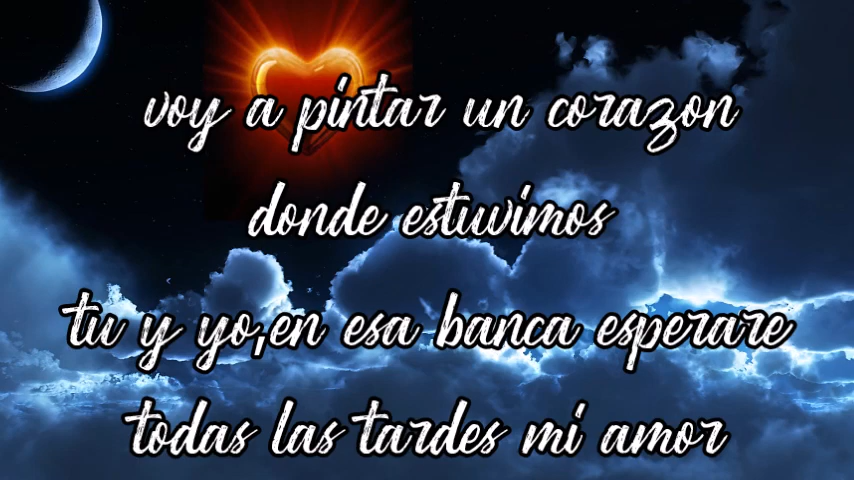 voy a pintar un corazon
donde estuvimos
tu y yo,en esa banca esperare
todas las tardes mi amor